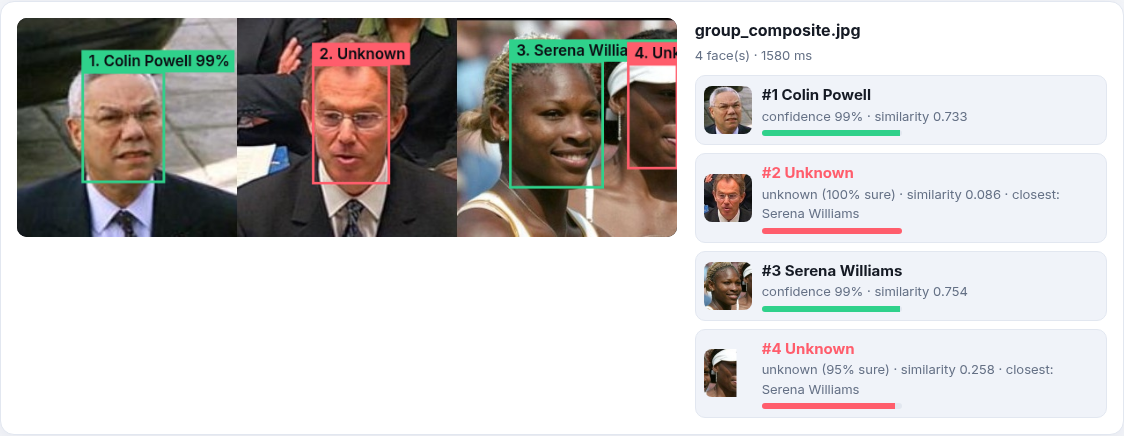 1. Colin Powell 99%
2. Unknown
3. Serena Willia
4. Unk
group_composite.jpg
4 face(s) · 1580 ms
#1 Colin Powell
confidence 99% · similarity 0.733
#2 Unknown
unknown (100% sure) · similarity 0.086 · closest:
Serena Williams
#3 Serena Williams
confidence 99% · similarity 0.754
#4 Unknown
unknown (95% sure) · similarity 0.258 · closest:
Serena Williams